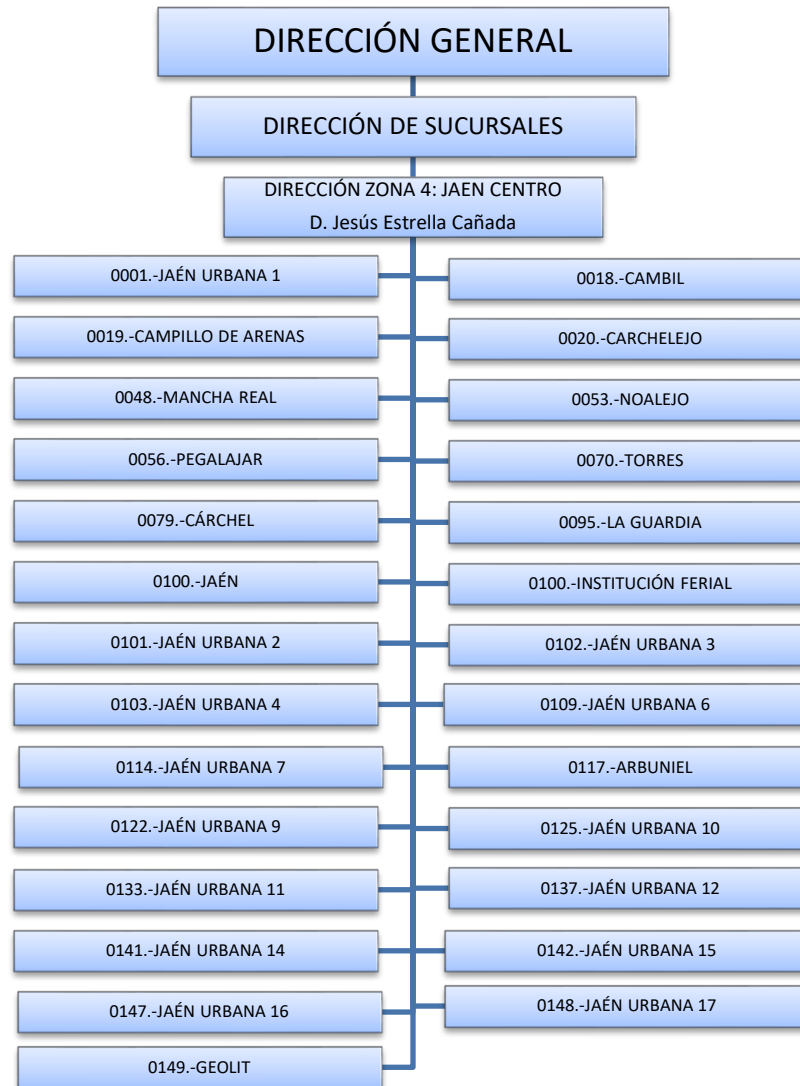 DIRECCIÓN GENERAL
DIRECCIÓN DE SUCURSALES
DIRECCIÓN ZONA 4: JAEN CENTRO
D. Jesús Estrella Cañada
0001.-JAÉN URBANA 1
0018.-CAMBIL
0019.-CAMPILLO DE ARENAS
0020.-CARCHELEJO
0048.-MANCHA REAL
0053.-NOALEJO
0056.-PEGALAJAR
0070.-TORRES
0079.-CÁRCHEL
0095.-LA GUARDIA
0100.-JAÉN
0100.-INSTITUCIÓN FERIAL
0101.-JAÉN URBANA 2
0102.-JAÉN URBANA 3
0103.-JAÉN URBANA 4
0109.-JAÉN URBANA 6
0114.-JAÉN URBANA 7
0117.-ARBUNIEL
0122.-JAÉN URBANA 9
0125.-JAÉN URBANA 10
0133.-JAÉN URBANA 11
0137.-JAÉN URBANA 12
0141.-JAÉN URBANA 14
0142.-JAÉN URBANA 15
0147.-JAÉN URBANA 16
0148.-JAÉN URBANA 17
0149.-GEOLIT